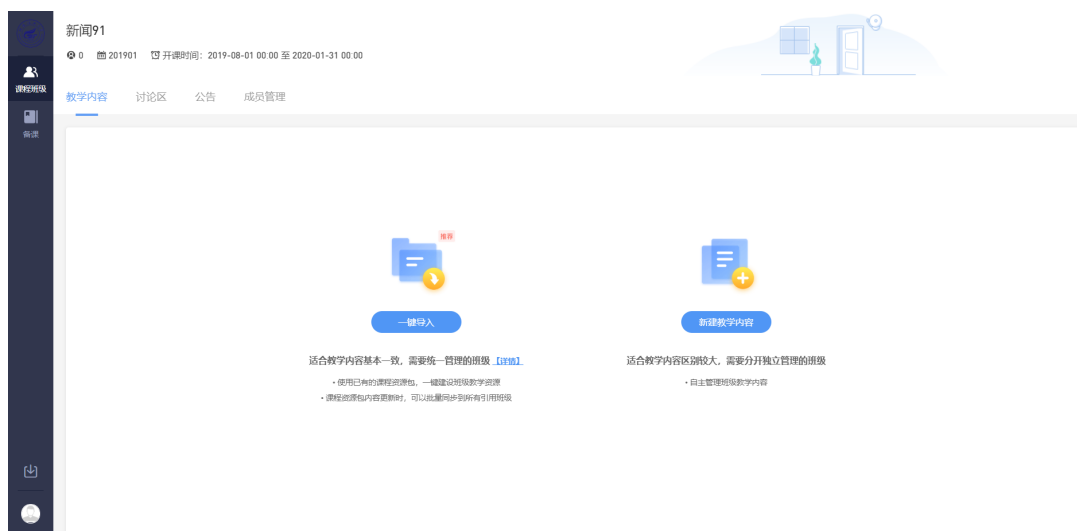 新闻91
0 201901 开课时间：2019-08-01 00:00 至 2020-01-31 00:00
课程班级
教学内容 讨论区 公告 成员管理
备课
推荐
一键导入 新建教学内容
适合教学内容基本一致，需要统一管理的班级 【详情】 适合教学内容区别较大，需要分开独立管理的班级
• 使用已有的课程资源包，一键建设班级教学资源 • 自主管理班级教学内容
• 课程资源包内容更新时，可以批量同步到所有引用班级